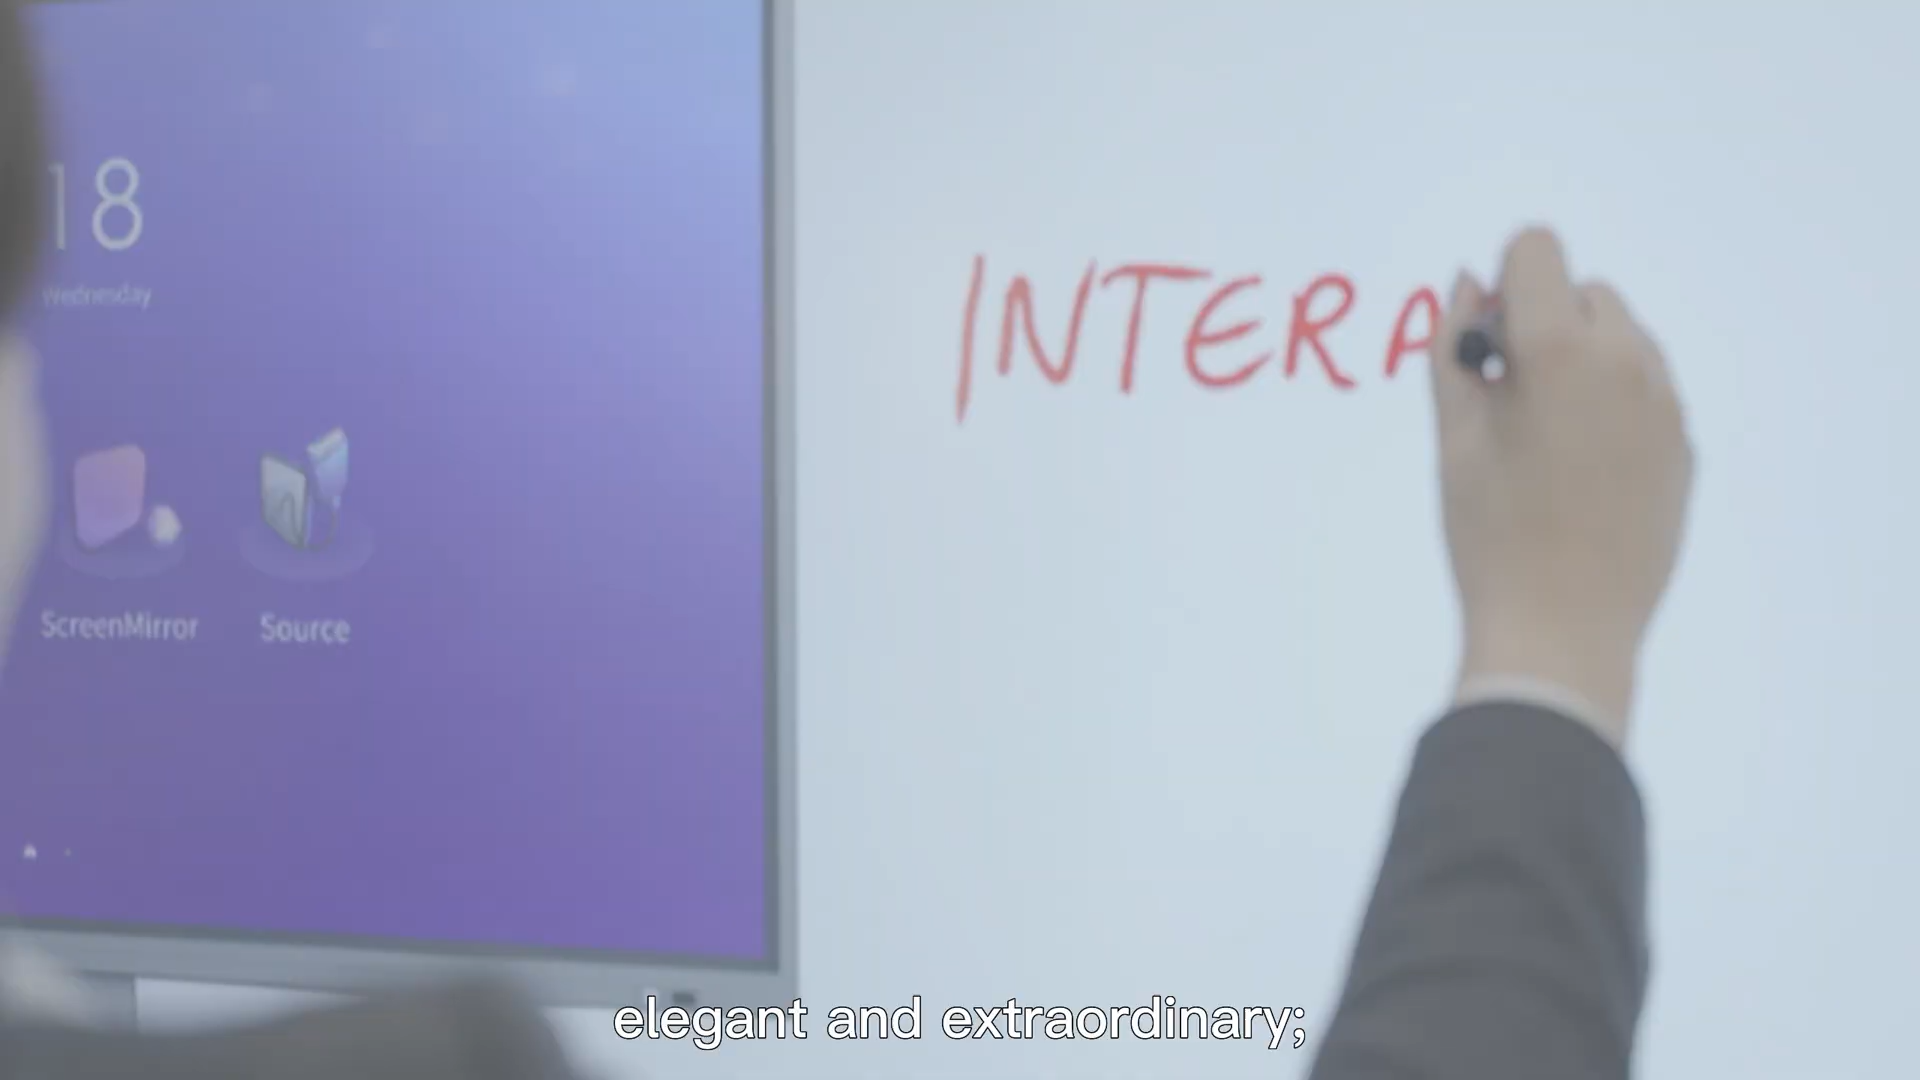 18
Wednesday
INTERA
ScreenMirror
Source
elegant and extraordinary;